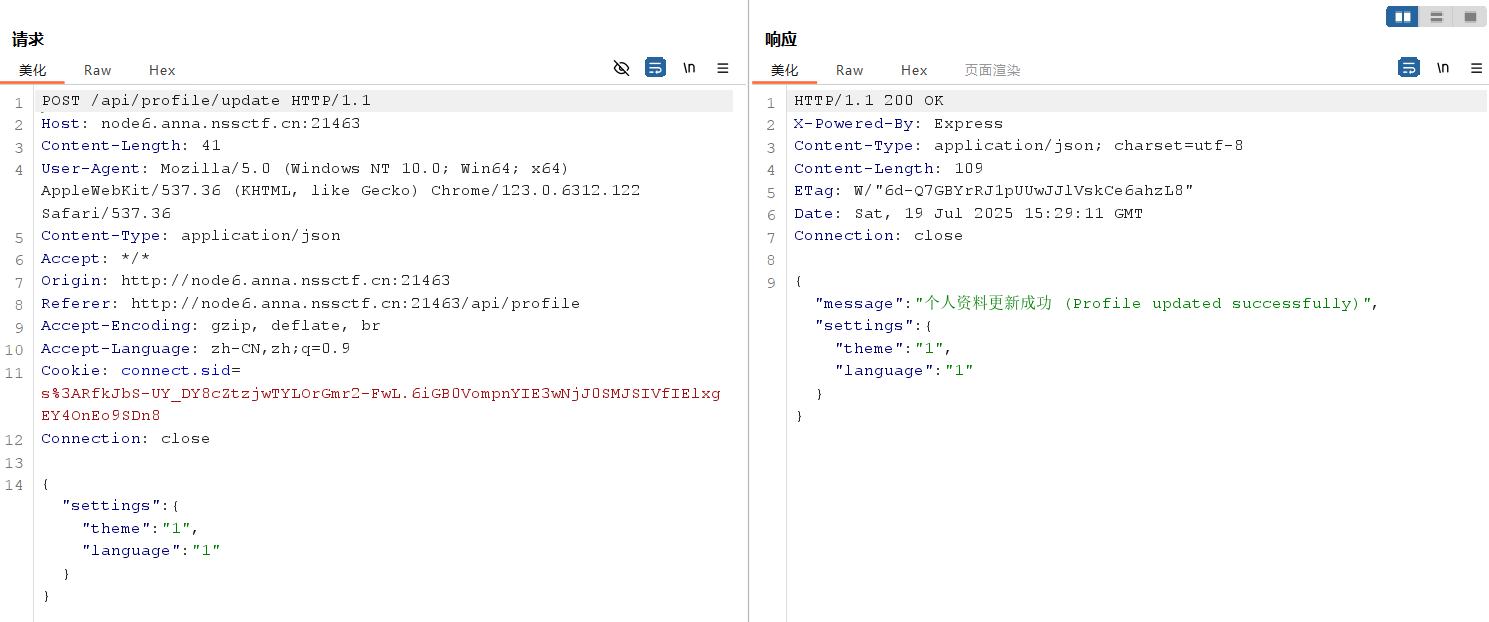 请求
美化 Raw Hex \n
1 POST /api/profile/update HTTP/1.1
2 Host: node6.anna.nssctf.cn:21463
3 Content-Length: 41
4 User-Agent: Mozilla/5.0 (Windows NT 10.0; Win64; x64)
AppleWebKit/537.36 (KHTML, like Gecko) Chrome/123.0.6312.122
Safari/537.36
5 Content-Type: application/json
6 Accept: */*
7 Origin: http://node6.anna.nssctf.cn:21463
8 Referer: http://node6.anna.nssctf.cn:21463/api/profile
9 Accept-Encoding: gzip, deflate, br
10 Accept-Language: zh-CN,zh;q=0.9
11 Cookie: connect.sid=
s%3ARfkJbS-UY_DY8cZtzjwTYLOrGmr2-FwL.6iGB0VompnYIE3wNjJ0SMJSIVfIElxg
EY4OnEo9SDn8
12 Connection: close
13
14 {
"settings":{
"theme":"1",
"language":"1"
}
}
响应
美化 Raw Hex 页面渲染 \n
1 HTTP/1.1 200 OK
2 X-Powered-By: Express
3 Content-Type: application/json; charset=utf-8
4 Content-Length: 109
5 ETag: W/"6d-Q7GBYrRJ1pUUwJJlVskCe6ahzL8"
6 Date: Sat, 19 Jul 2025 15:29:11 GMT
7 Connection: close
8
9 {
"message":"个人资料更新成功 (Profile updated successfully)",
"settings":{
"theme":"1",
"language":"1"
}
}